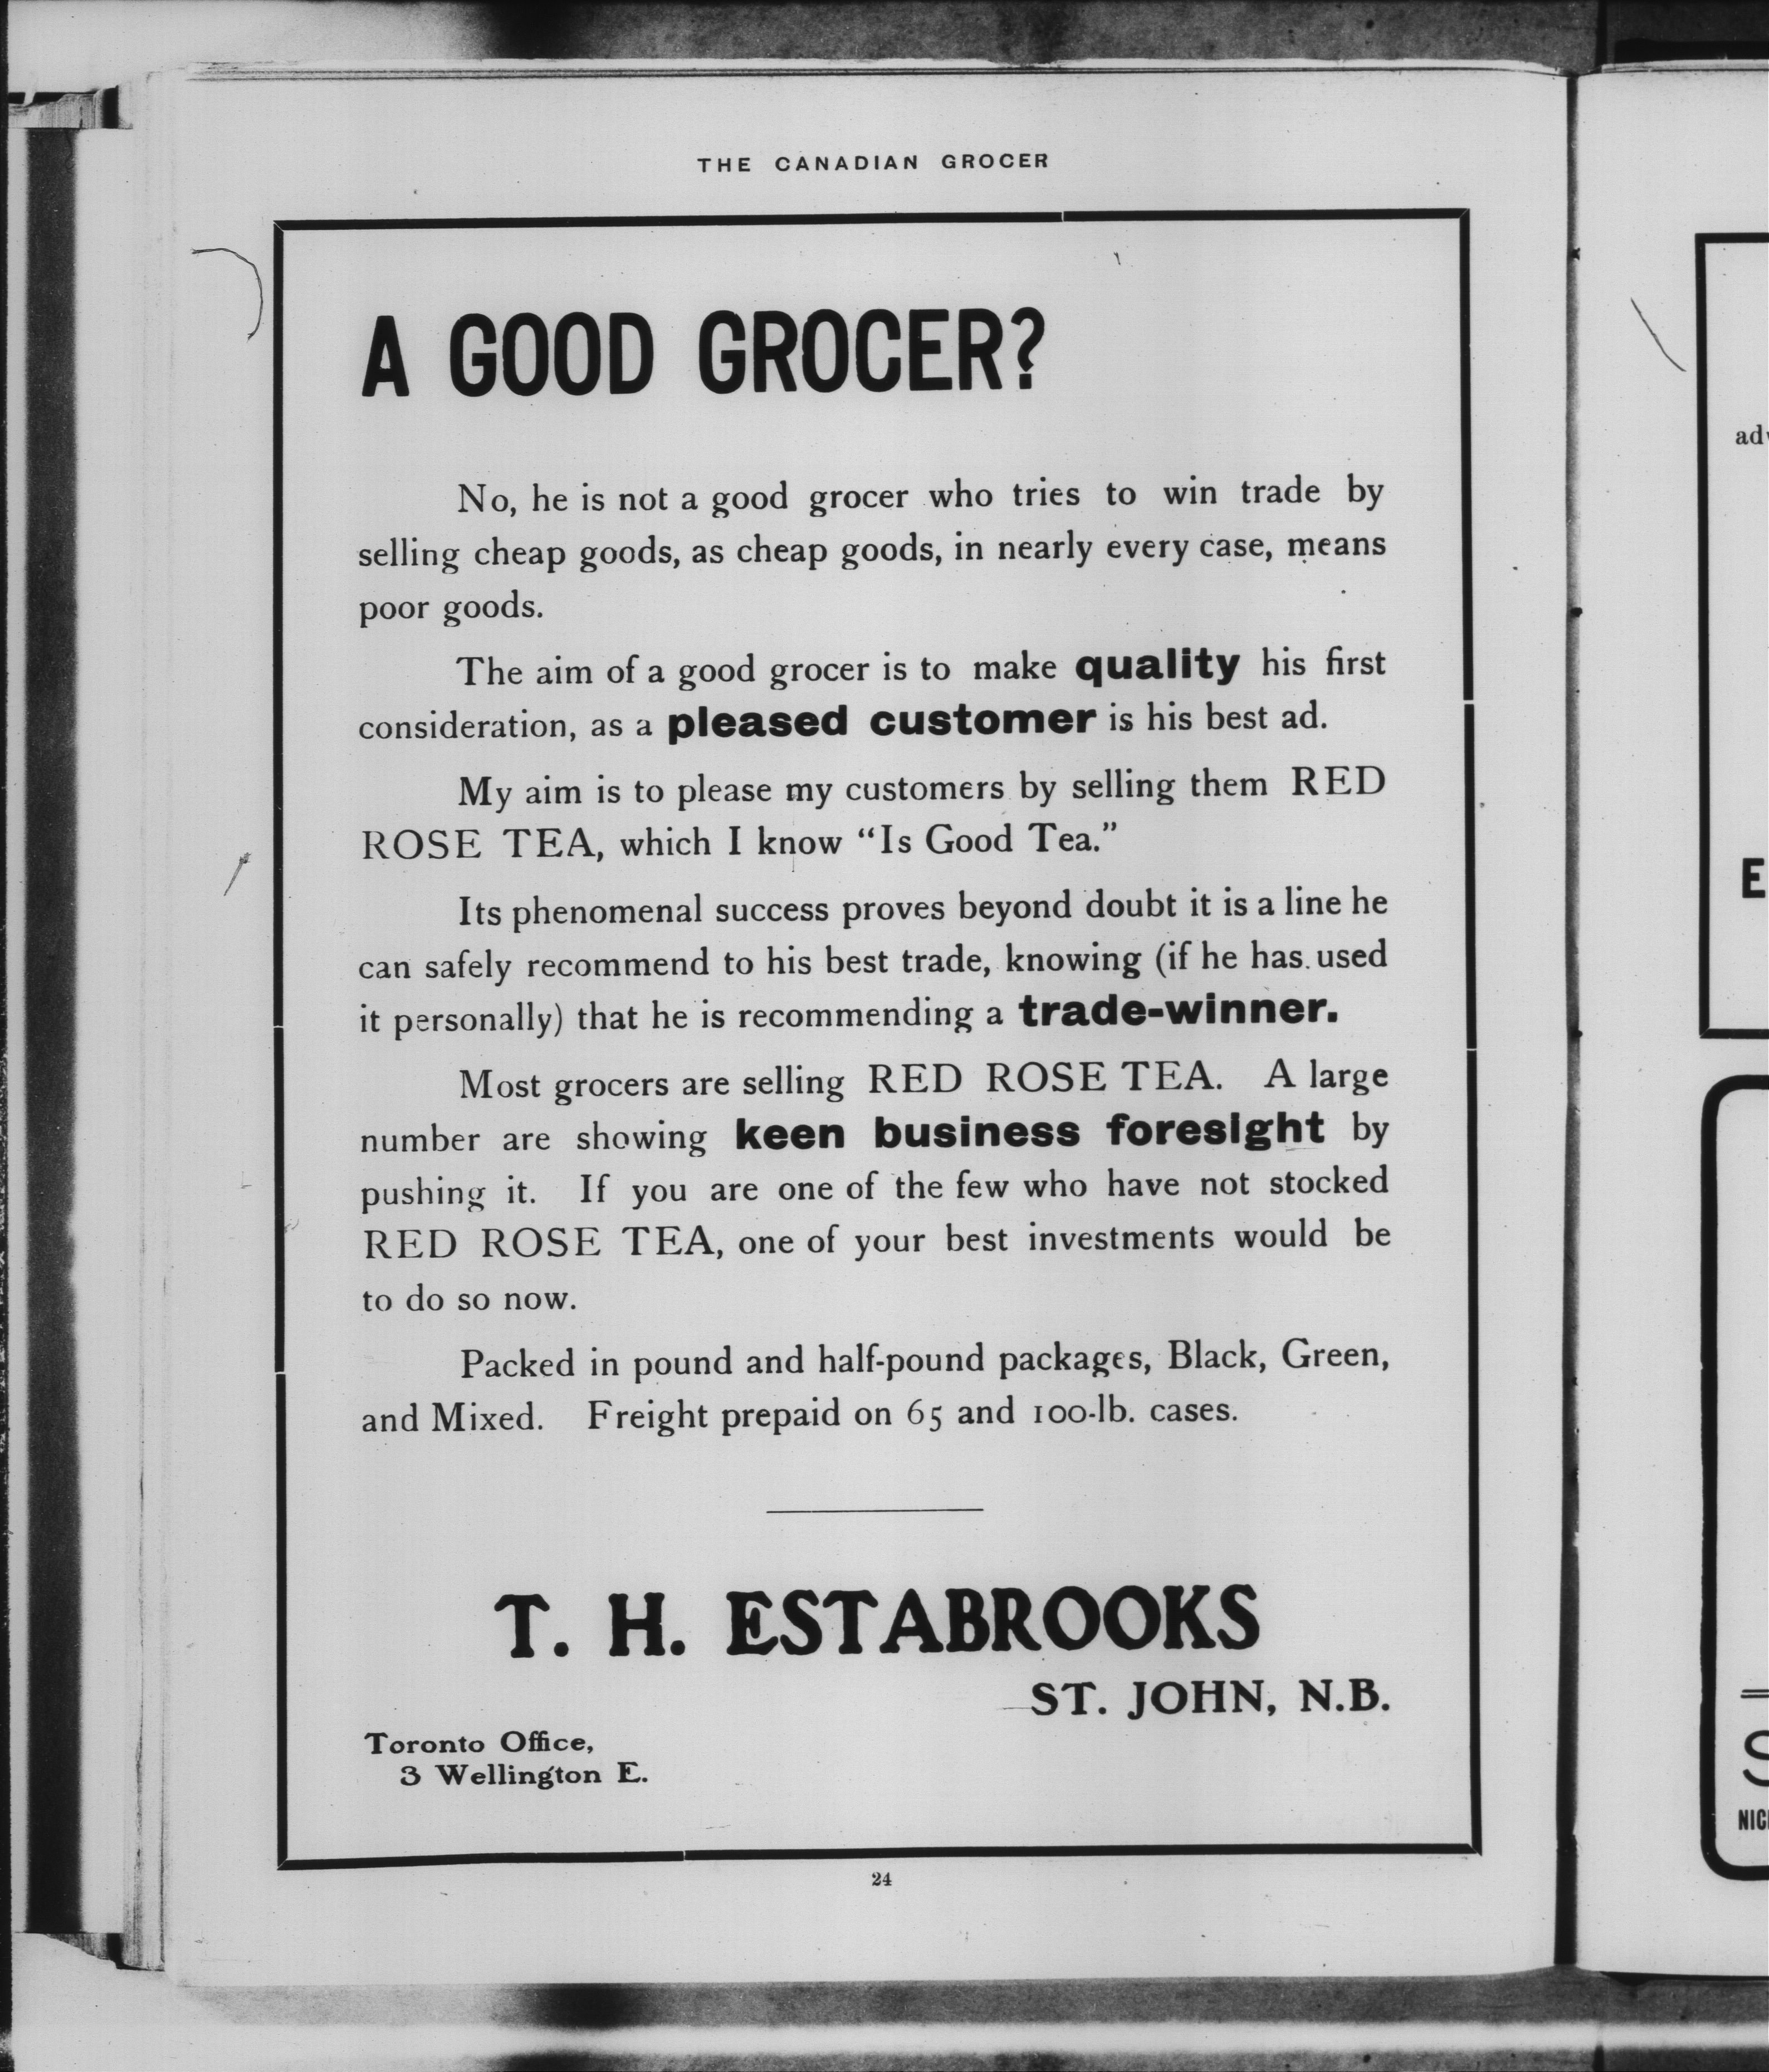 THE CANADIAN GROCER
A GOOD GROCER?
No, he is not a good grocer who tries to win trade by
selling cheap goods, as cheap goods, in nearly every case, means
poor goods.
The aim of a good grocer is to make quality his first
consideration, as a pleased customer is his best ad.
My aim is to please my customers by selling them RED
ROSE TEA, which I know “Is Good Tea.”
Its phenomenal success proves beyond doubt it is a line he
can safely recommend to his best trade, knowing (if he has used
it personally) that he is recommending a trade-winner.
Most grocers are selling RED ROSE TEA. A large
number are showing keen business foresight by
pushing it. If you are one of the few who have not stocked
RED ROSE TEA, one of your best investments would be
to do so now.
Packed in pound and half-pound packages, Black, Green,
and Mixed. Freight prepaid on 65 and 100-lb. cases.
T. H. ESTABROOKS
ST. JOHN, N.B.
Toronto Office,
3 Wellington E.
24